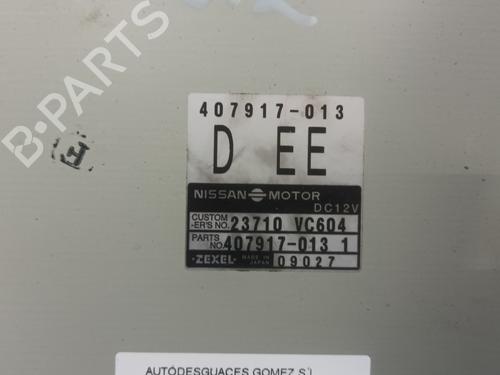 B-PARTS
407917-013
D EE
NISSAN MOTOR
DC12V
CUSTOM
-ER'S NO. 23710 VC604
PARTS
NO. 407917-013 1
·ZEXEL· MADE IN
JAPAN 09027
H
AUTODESGUACES GOMEZ S.L